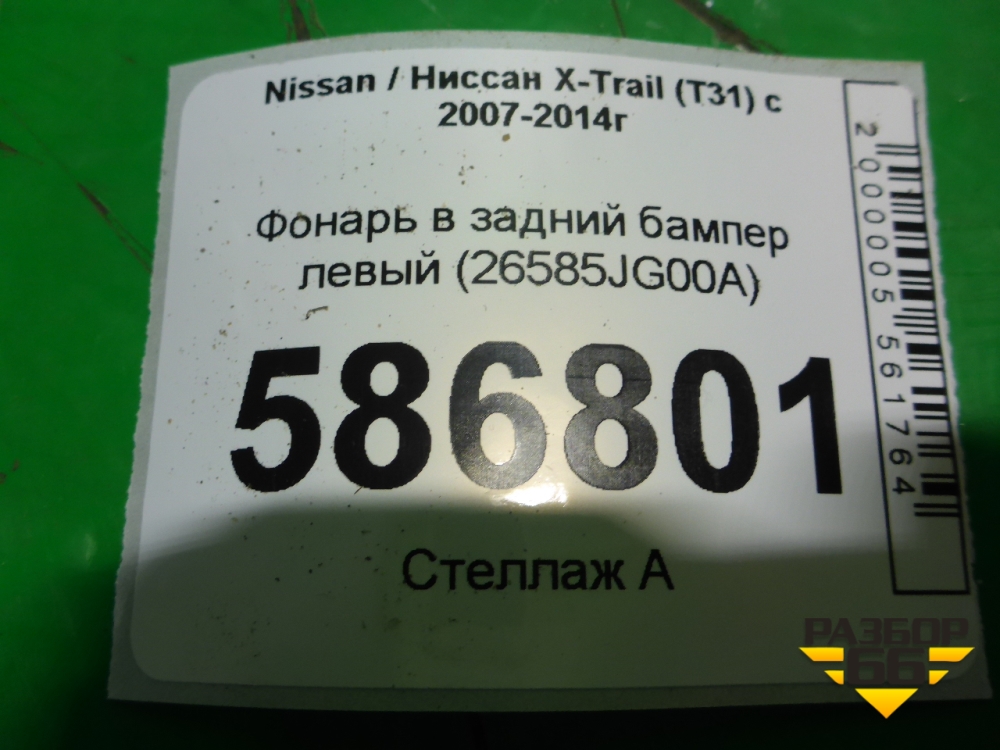 Nissan / Ниссан X-Trail (T31) с
2007-2014г
Фонарь в задний бампер
левый (26585JG00A)
586801
Стеллаж А
2000005561764
РАЗБОР
66